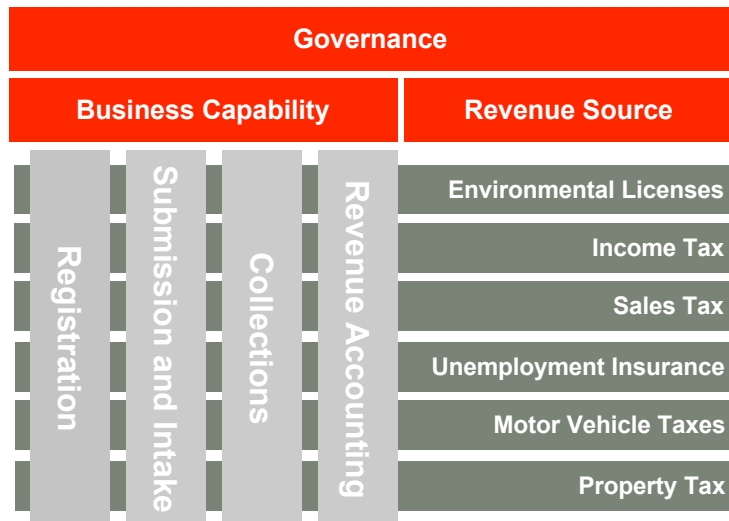 Governance
Business Capability
Revenue Source
Registration
Submission and Intake
Collections
Revenue Accounting
Environmental Licenses
Income Tax
Sales Tax
Unemployment Insurance
Motor Vehicle Taxes
Property Tax